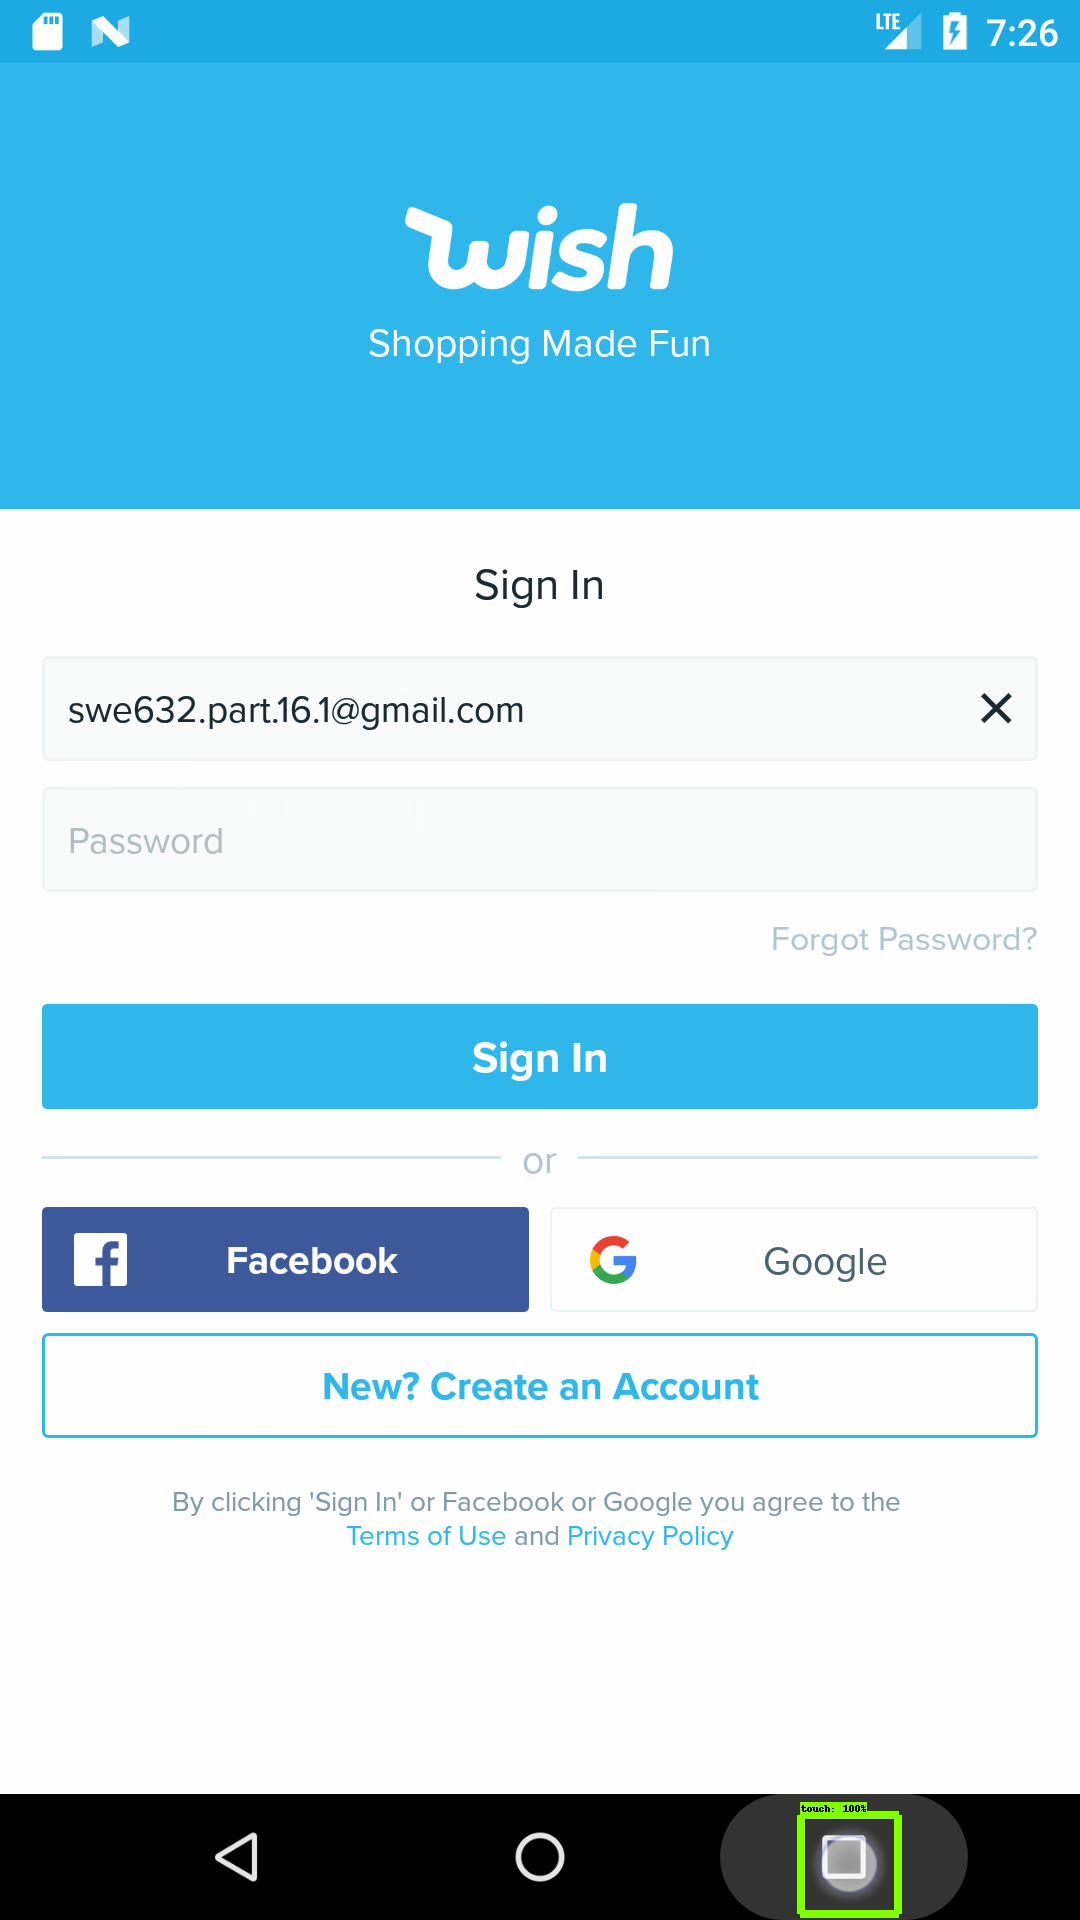 LTE 7:26
wish
Shopping Made Fun
Sign In
swe632.part.16.1@gmail.com
Password
Forgot Password?
Sign In
or
Facebook
Google
New? Create an Account
By clicking 'Sign In' or Facebook or Google you agree to the
Terms of Use and Privacy Policy
touch: 100%